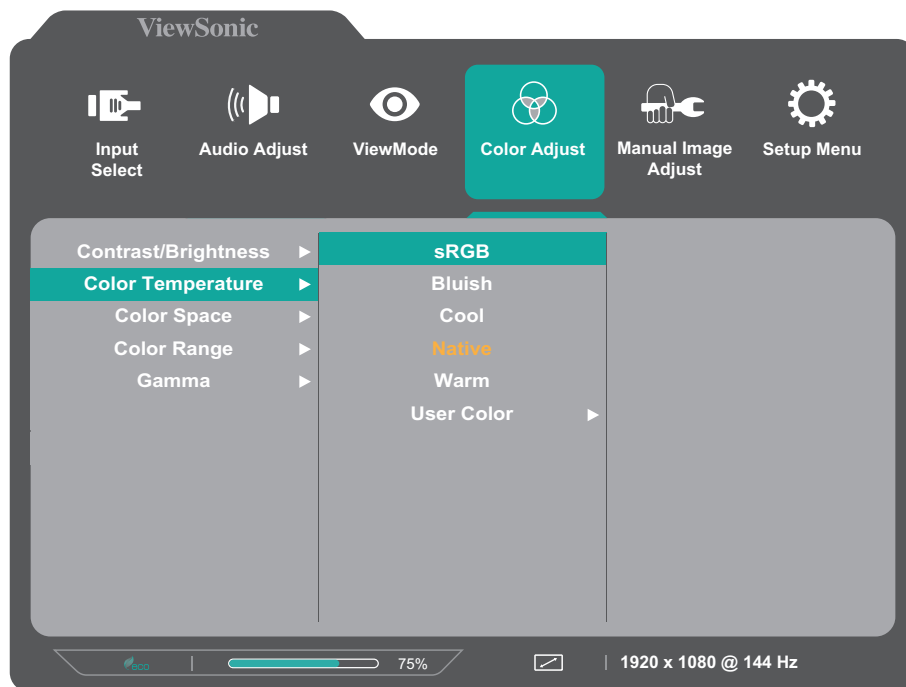 ViewSonic
Input Select
Audio Adjust
ViewMode
Color Adjust
Manual Image Adjust
Setup Menu
Contrast/Brightness
Color Temperature
Color Space
Color Range
Gamma
sRGB
Bluish
Cool
Native
Warm
User Color
eco
75%
1920 x 1080 @ 144 Hz